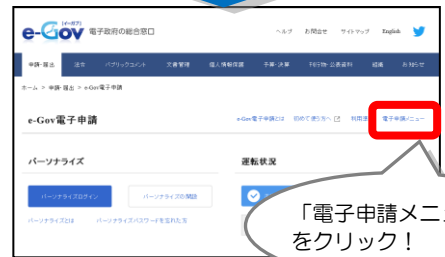 e-Gov (イーガブ) 電子政府の総合窓口
ヘルプ お問合せ サイトマップ English
申請・届出 法令 パブリックコメント 文書管理 個人情報保護 予算・決算 刊行物・公表資料 組織 お知らせ
ホーム > 申請・届出 > e-Gov電子申請
e-Gov電子申請
e-Gov電子申請とは 初めて使う方へ 利用 電子申請メニュー
パーソナライズ
運転状況
パーソナライズログイン パーソナライズの開設
パーソナライズとは パーソナライズパスワードを忘れた方
「電子申請メニ
をクリック！